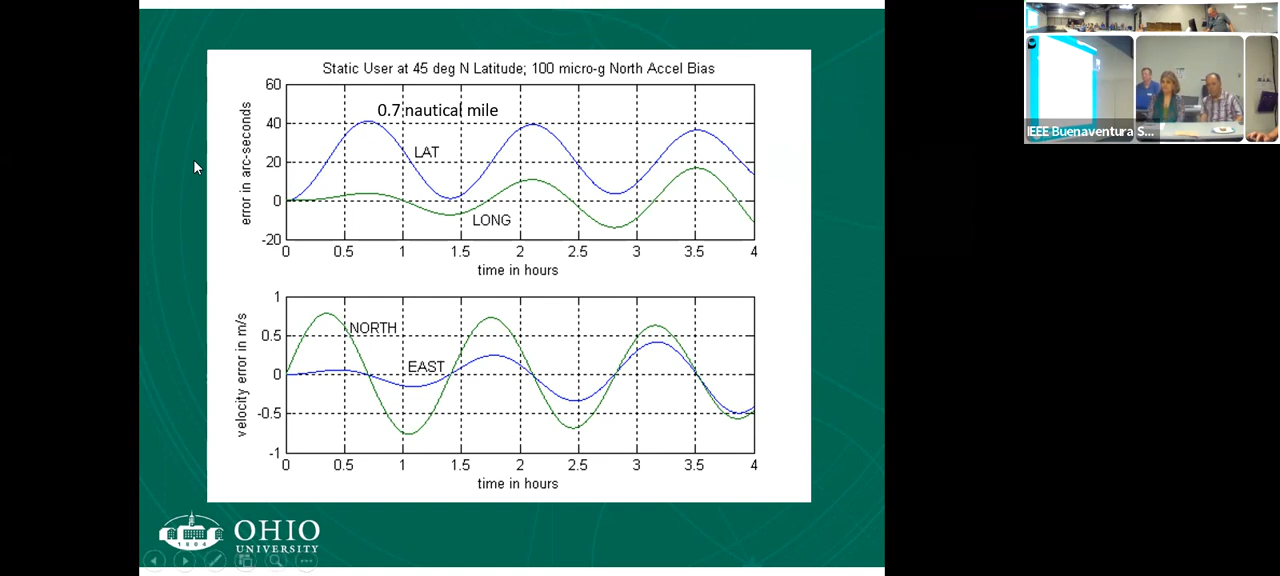 Static User at 45 deg N Latitude; 100 micro-g North Accel Bias
60
40
20
0
-20
error in arc-seconds
0.7 nautical mile
LAT
LONG
0 0.5 1 1.5 2 2.5 3 3.5 4
time in hours
1
0.5
0
-0.5
-1
velocity error in m/s
NORTH
EAST
0 0.5 1 1.5 2 2.5 3 3.5 4
time in hours
1804
OHIO
UNIVERSITY
IEEE Buenaventura S...